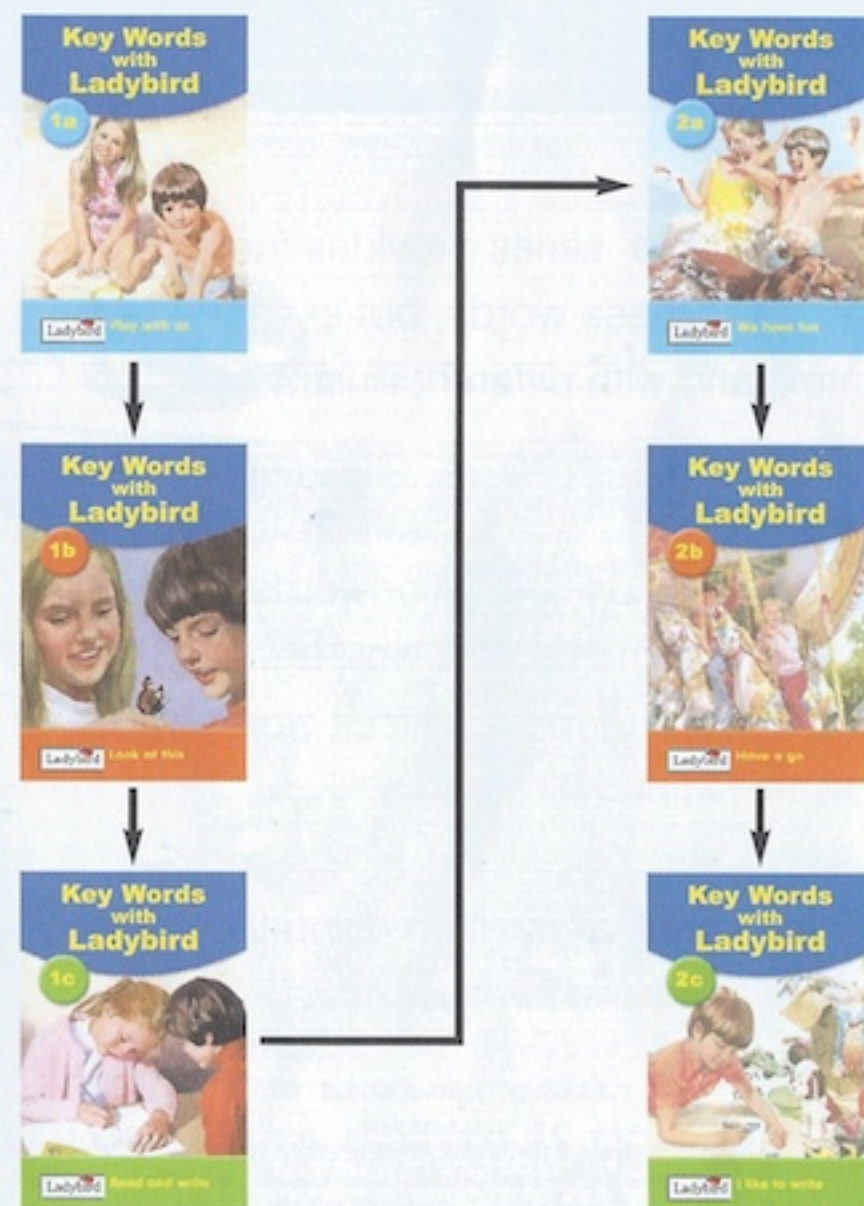 Key Words
with
Ladybird
1a
Ladybird Play with us
Key Words
with
Ladybird
1b
Ladybird Look at this
Key Words
with
Ladybird
1c
Ladybird Read and write
Key Words
with
Ladybird
2a
Ladybird We have fun
Key Words
with
Ladybird
2b
Ladybird Have a go
Key Words
with
Ladybird
2c
Ladybird I like to write